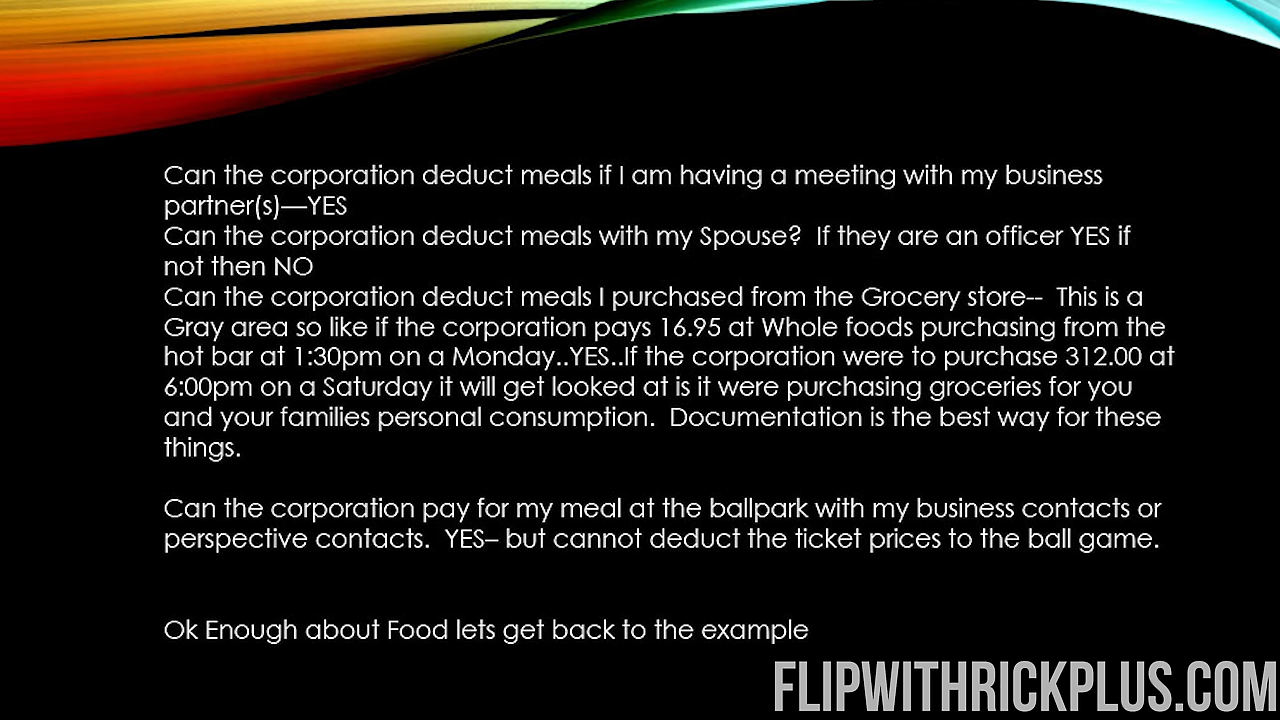 Can the corporation deduct meals if I am having a meeting with my business
partner(s)—YES
Can the corporation deduct meals with my Spouse?  If they are an officer YES if
not then NO
Can the corporation deduct meals I purchased from the Grocery store--  This is a
Gray area so like if the corporation pays 16.95 at Whole foods purchasing from the
hot bar at 1:30pm on a Monday..YES..If the corporation were to purchase 312.00 at
6:00pm on a Saturday it will get looked at is it were purchasing groceries for you
and your families personal consumption.  Documentation is the best way for these
things.
Can the corporation pay for my meal at the ballpark with my business contacts or
perspective contacts.  YES– but cannot deduct the ticket prices to the ball game.
Ok Enough about Food lets get back to the example
FLIPWITHRICKPLUS.COM